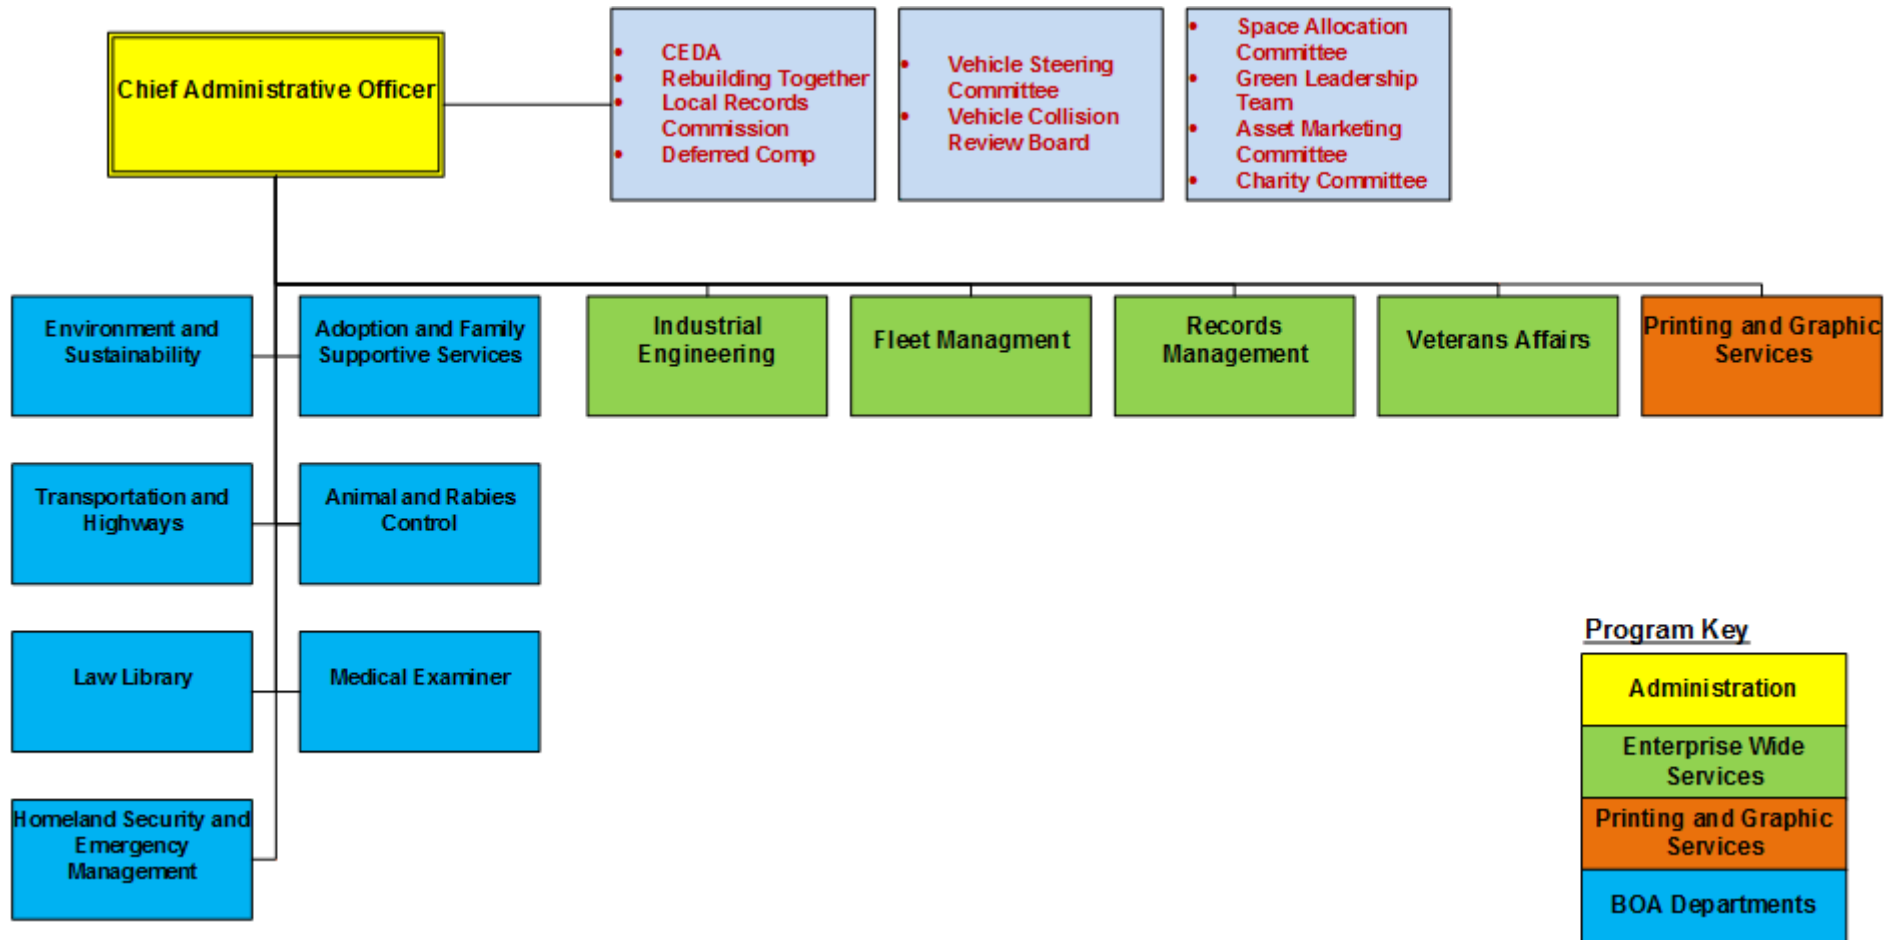 Chief Administrative Officer
• CEDA
• Rebuilding Together
• Local Records
Commission
• Deferred Comp
• Vehicle Steering
Committee
• Vehicle Collision
Review Board
• Space Allocation
Committee
• Green Leadership
Team
• Asset Marketing
Committee
• Charity Committee
Environment and
Sustainability
Adoption and Family
Supportive Services
Industrial
Engineering
Fleet Managment
Records
Management
Veterans Affairs
Printing and Graphic
Services
Transportation and
Highways
Animal and Rabies
Control
Law Library
Medical Examiner
Homeland Security and
Emergency
Management
Program Key
Administration
Enterprise Wide
Services
Printing and Graphic
Services
BOA Departments